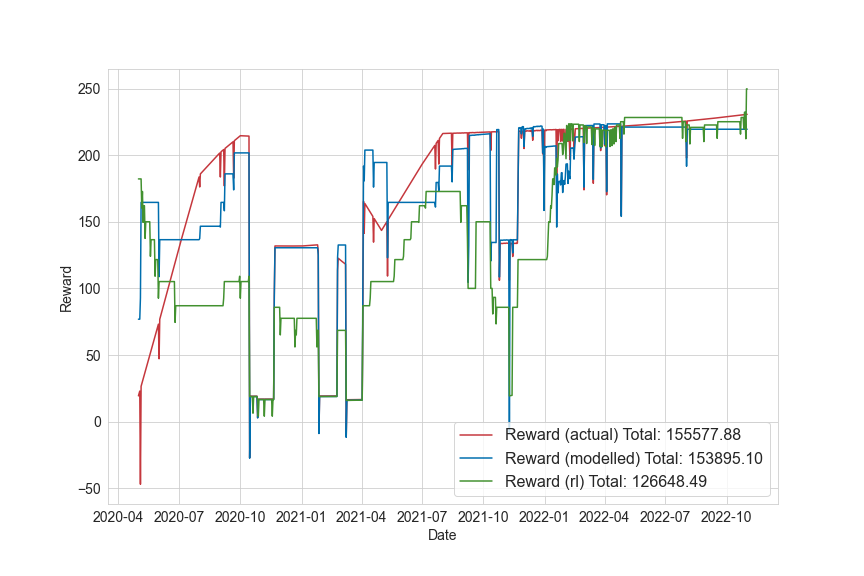 250
200
150
100
50
0
−50
Reward
2020-04 2020-07 2020-10 2021-01 2021-04 2021-07 2021-10 2022-01 2022-04 2022-07 2022-10
Date
Reward (actual) Total: 155577.88
Reward (modelled) Total: 153895.10
Reward (rl) Total: 126648.49